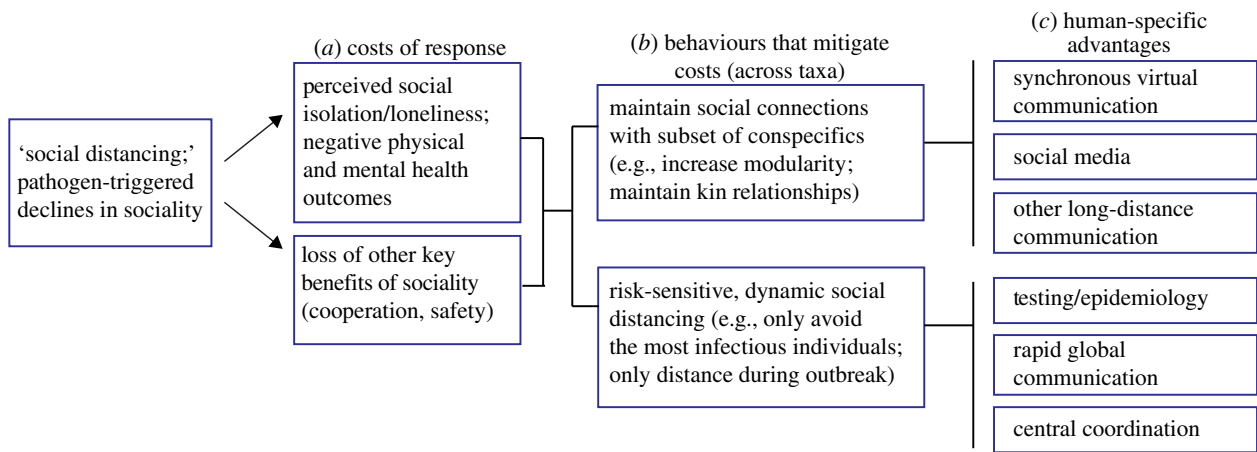 'social distancing;'
pathogen-triggered
declines in sociality
(a) costs of response
perceived social
isolation/loneliness;
negative physical
and mental health
outcomes
loss of other key
benefits of sociality
(cooperation, safety)
(b) behaviours that mitigate
costs (across taxa)
maintain social connections
with subset of conspecifics
(e.g., increase modularity;
maintain kin relationships)
risk-sensitive, dynamic social
distancing (e.g., only avoid
the most infectious individuals;
only distance during outbreak)
(c) human-specific
advantages
synchronous virtual
communication
social media
other long-distance
communication
testing/epidemiology
rapid global
communication
central coordination